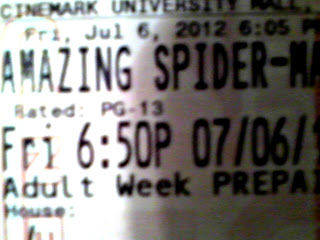 CINEMARK UNIVERSITY MALL,
Fri, Jul 6, 2012 6:05 P
AMAZING SPIDER-MA
Rated: PG-13
Fri 6:50P 07/06/1
Adult Week PREPAI
House: